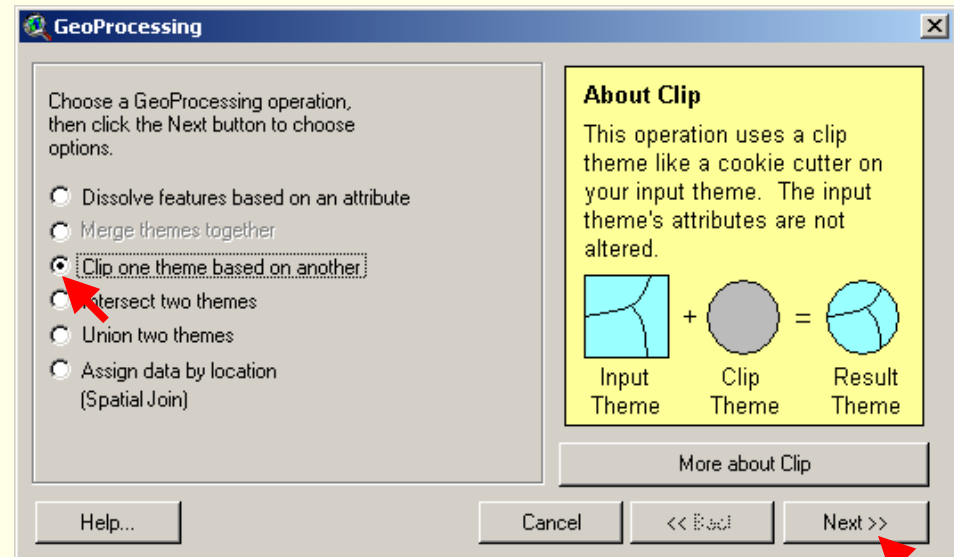 GeoProcessing
Choose a GeoProcessing operation,
then click the Next button to choose
options.
Dissolve features based on an attribute
Merge themes together
Clip one theme based on another
Intersect two themes
Union two themes
Assign data by location
(Spatial Join)
About Clip
This operation uses a clip
theme like a cookie cutter on
your input theme. The input
theme's attributes are not
altered.
+ =
Input Clip Result
Theme Theme Theme
More about Clip
Help... Cancel << Back Next >>